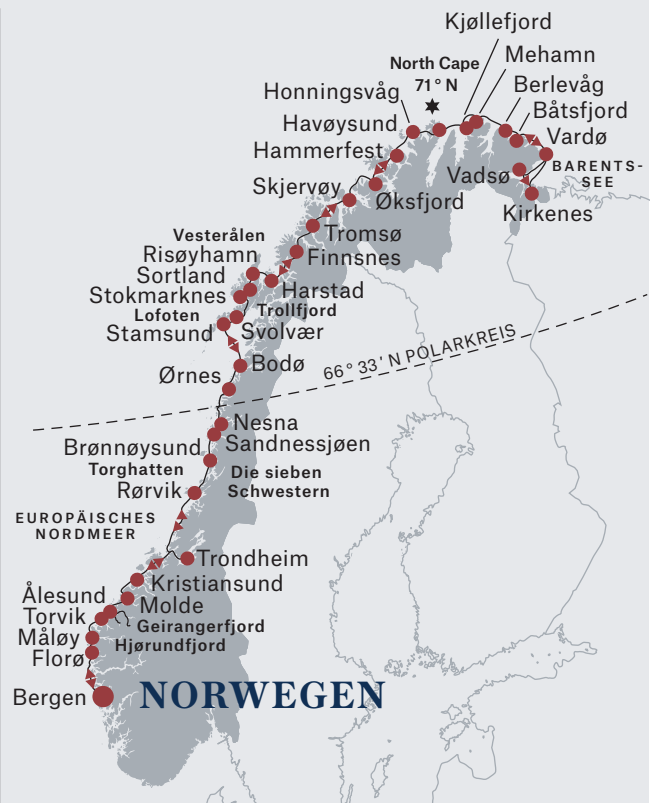 Kjøllefjord
Mehamn
North Cape
71° N
Berlevåg
Honningsvåg
Båtsfjord
Havøysund
Vardø
Hammerfest
BARENTS-
SEE
Vadsø
Skjervøy
Øksfjord
Kirkenes
Tromsø
Vesterålen
Finnsnes
Risøyhamn
Sortland
Harstad
Stokmarknes
Trollfjord
Lofoten
Svolvær
Stamsund
66° 33' N POLARKREIS
Bodø
Ørnes
Nesna
Sandnessjøen
Brønnøysund
Torghatten
Die sieben
Schwestern
Rørvik
EUROPÄISCHES
NORDMEER
Trondheim
Kristiansund
Ålesund
Molde
Torvik
Geirangerfjord
Måløy
Hjørundfjord
Florø
Bergen
NORWEGEN